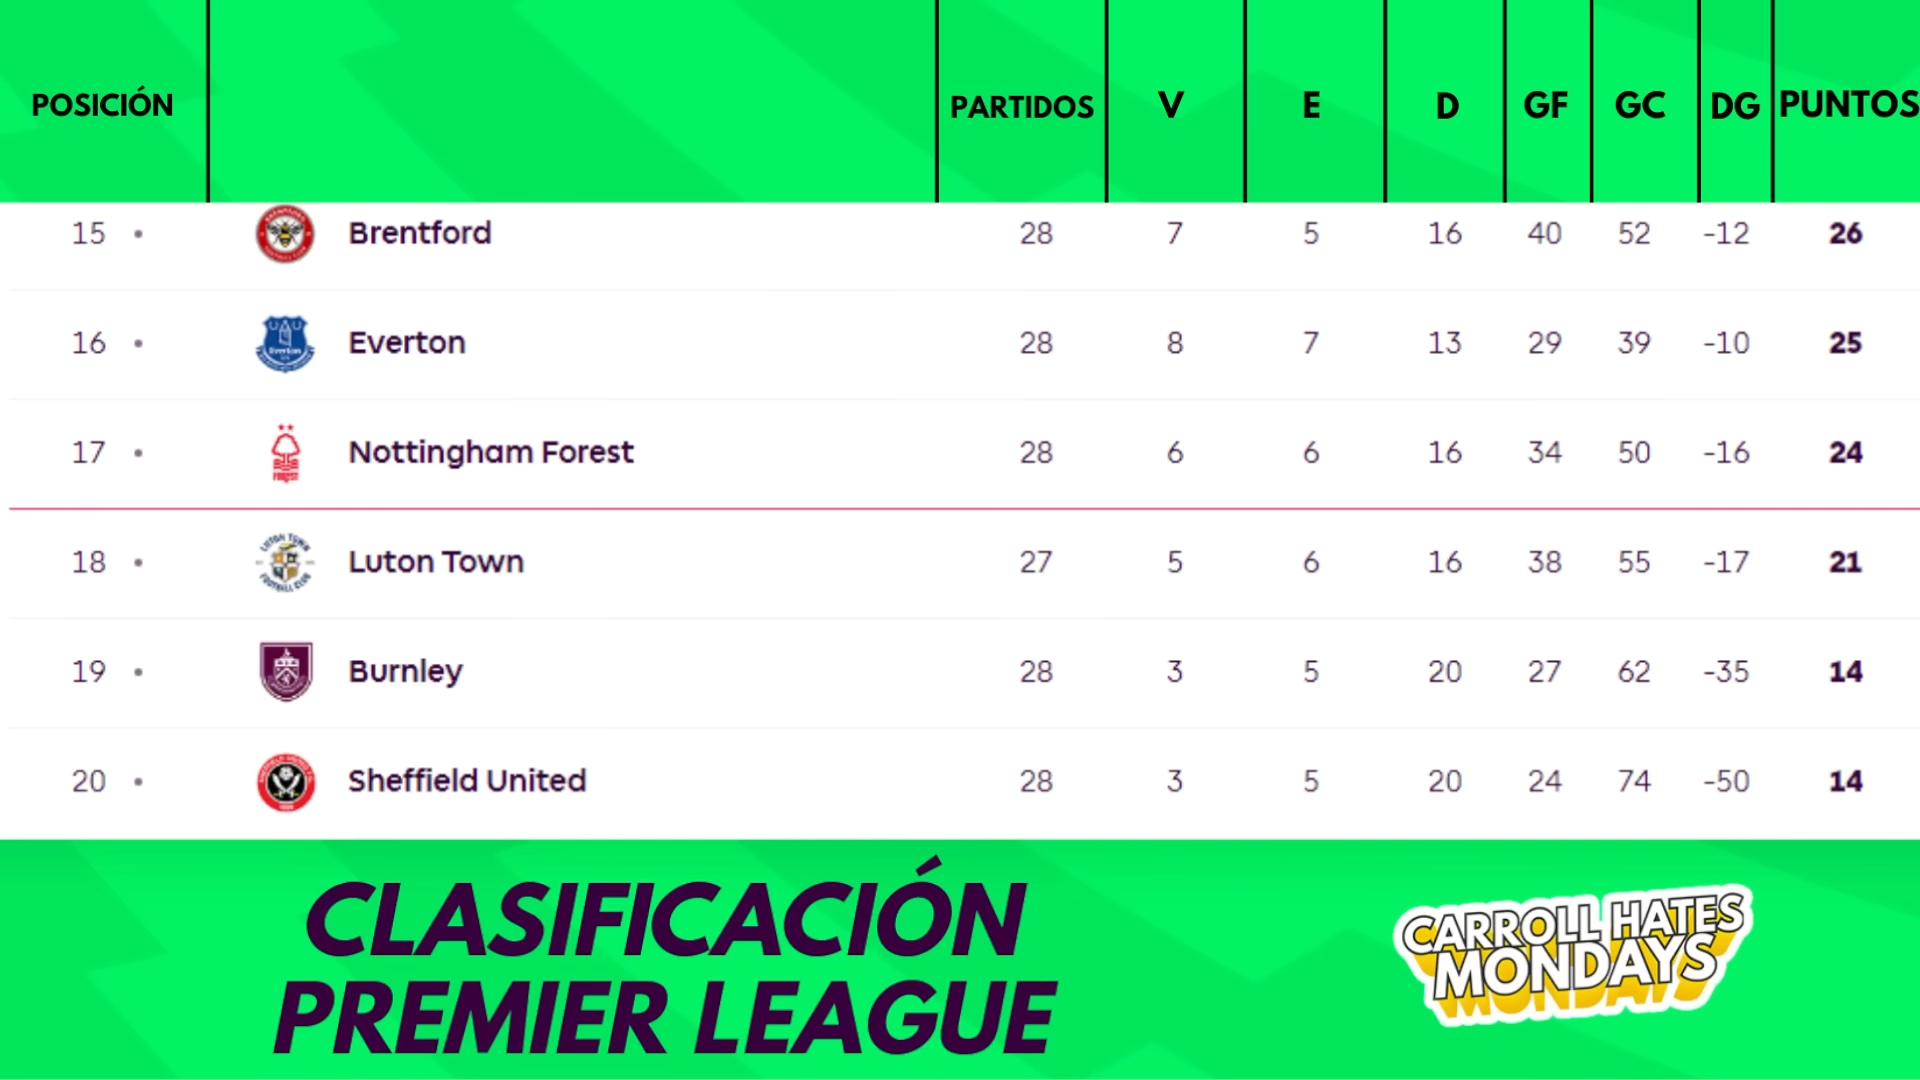 POSICIÓN PARTIDOS V E D GF GC DG PUNTOS
15 • Brentford 28 7 5 16 40 52 -12 26
16 • Everton 28 8 7 13 29 39 -10 25
17 • Nottingham Forest 28 6 6 16 34 50 -16 24
18 • Luton Town 27 5 6 16 38 55 -17 21
19 • Burnley 28 3 5 20 27 62 -35 14
20 • Sheffield United 28 3 5 20 24 74 -50 14
CLASIFICACIÓN
PREMIER LEAGUE
CARROLL HATES
MONDAYS